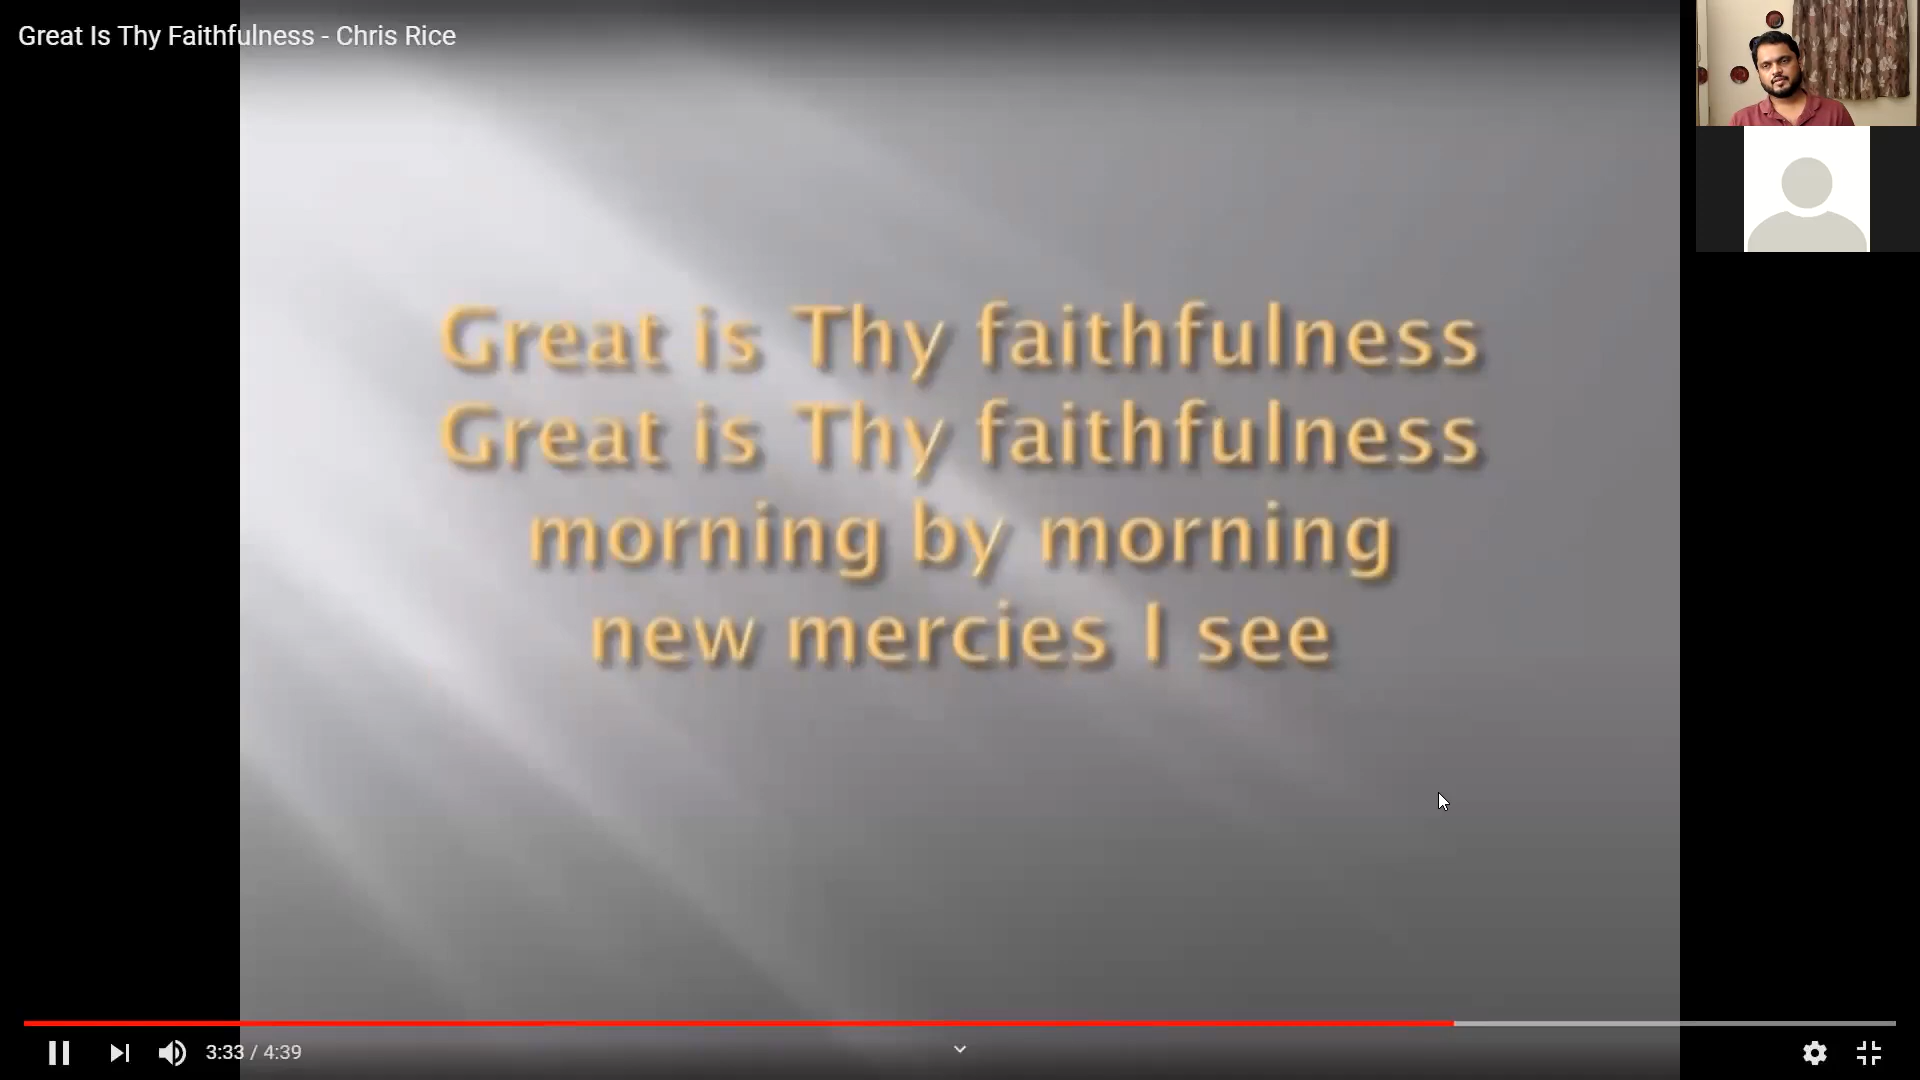 Great Is Thy Faithfulness - Chris Rice
Great is Thy faithfulness
Great is Thy faithfulness
morning by morning
new mercies I see
3:33 / 4:39